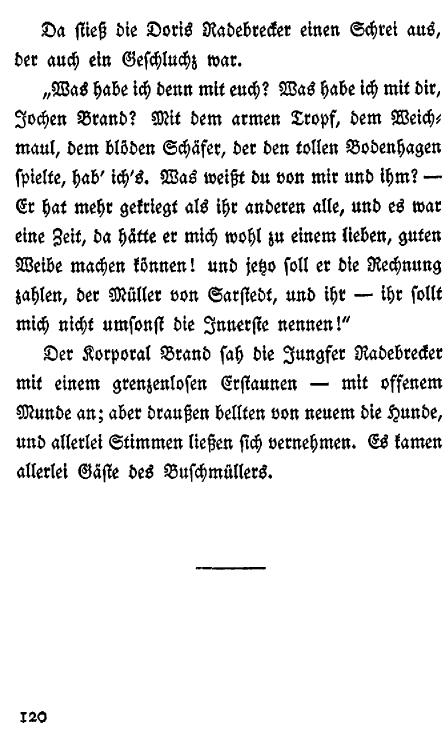 Da stieß die Doris Radebrecker einen Schrei aus,
der auch ein Geschluchz war.
„Was habe ich denn mit euch? Was habe ich mit dir,
Jochen Brand? Mit dem armen Tropf, dem Weich-
maul, dem blöden Schäfer, der den tollen Bodenhagen
spielte, hab' ich's. Was weißt du von mir und ihm? —
Er hat mehr gekriegt als ihr anderen alle, und es war
eine Zeit, da hätte er mich wohl zu einem lieben, guten
Weibe machen können! und jetzo soll er die Rechnung
zahlen, der Müller von Sarstedt, und ihr — ihr sollt
mich nicht umsonst die Innerste nennen!“
Der Korporal Brand sah die Jungfer Radebrecker
mit einem grenzenlosen Erstaunen — mit offenem
Munde an; aber draußen bellten von neuem die Hunde,
und allerlei Stimmen ließen sich vernehmen. Es kamen
allerlei Gäste des Buschmüllers.
120